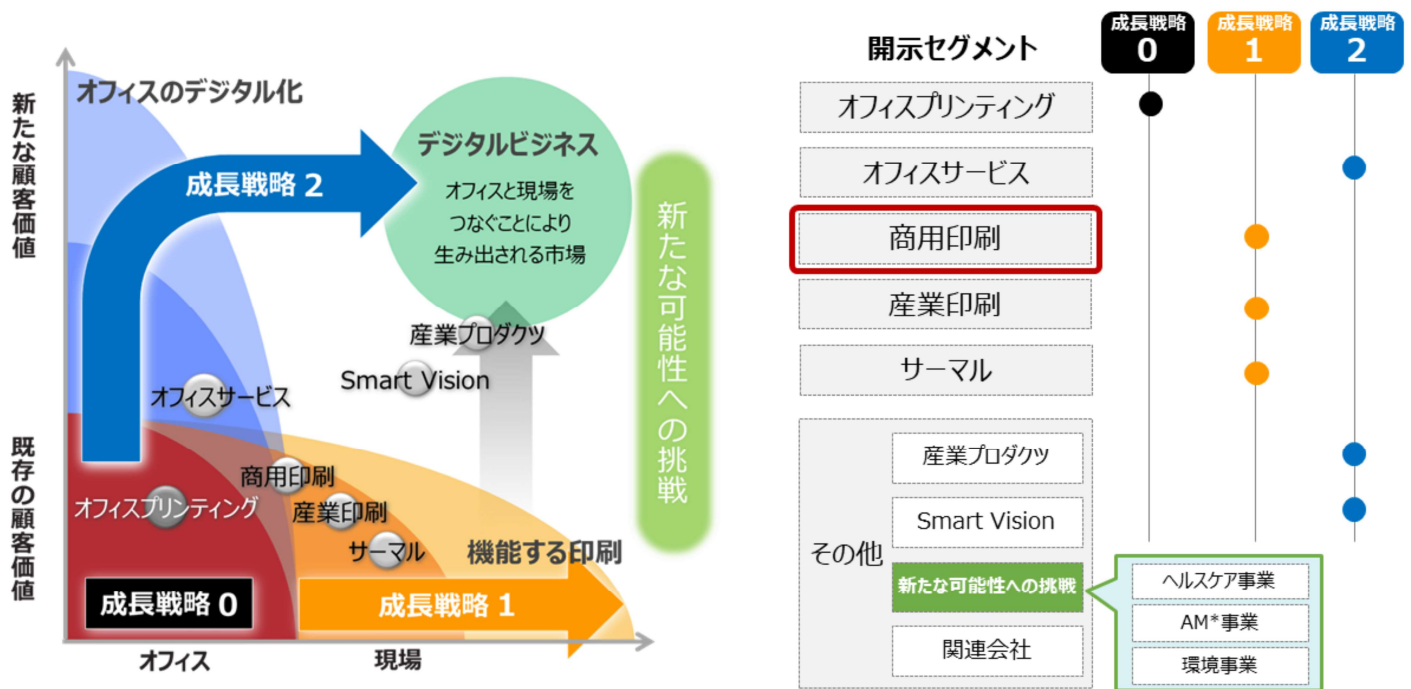 新たな顧客価値
既存の顧客価値
オフィスのデジタル化
成長戦略 2
デジタルビジネス
オフィスと現場を
つなぐことにより
生み出される市場
新たな可能性への挑戦
産業プロダクツ
Smart Vision
オフィスサービス
商用印刷
オフィスプリンティング
産業印刷
サーマル
機能する印刷
成長戦略 0
成長戦略 1
オフィス
現場
開示セグメント
成長戦略
0
成長戦略
1
成長戦略
2
オフィスプリンティング
オフィスサービス
商用印刷
産業印刷
サーマル
その他
産業プロダクツ
Smart Vision
新たな可能性への挑戦
関連会社
ヘルスケア事業
AM*事業
環境事業